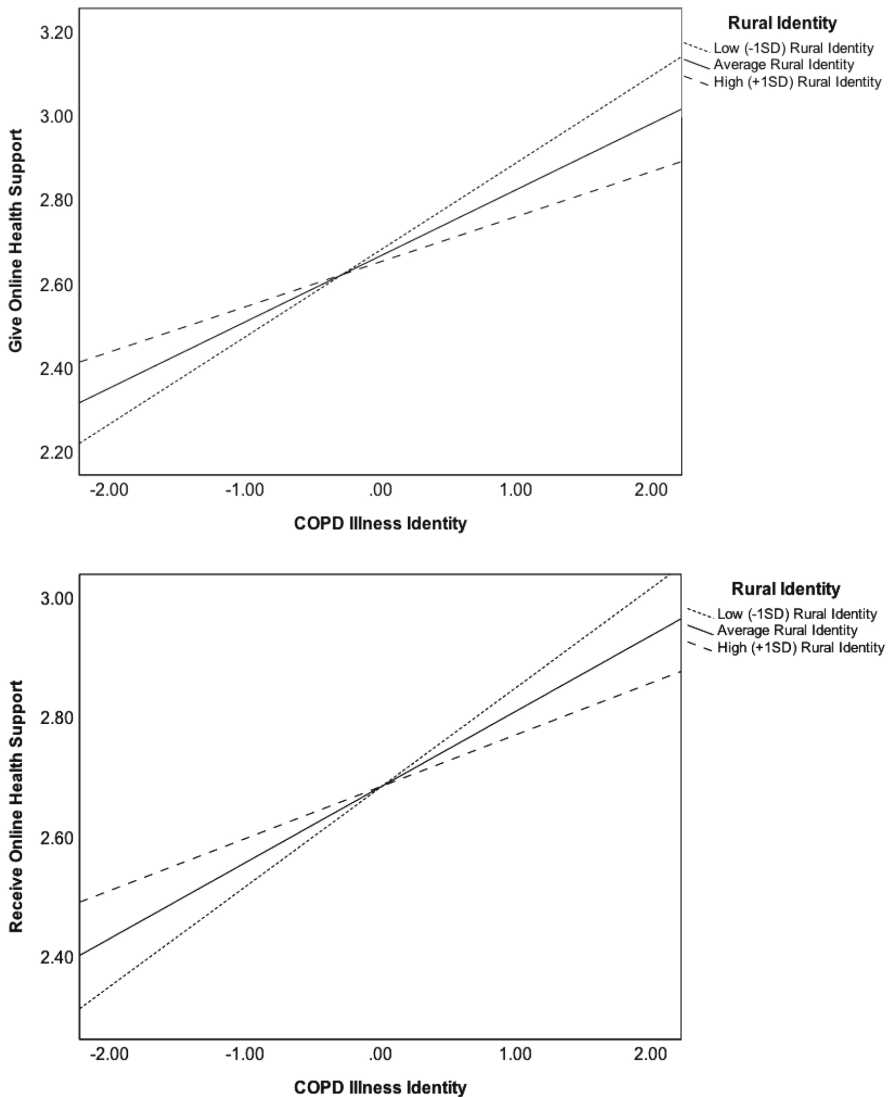 Rural Identity
Low (-1SD) Rural Identity
Average Rural Identity
High (+1SD) Rural Identity
3.20
3.00
2.80
2.60
2.40
2.20
Give Online Health Support
-2.00 -1.00 .00 1.00 2.00
COPD Illness Identity
Rural Identity
Low (-1SD) Rural Identity
Average Rural Identity
High (+1SD) Rural Identity
3.00
2.80
2.60
2.40
Receive Online Health Support
-2.00 -1.00 .00 1.00 2.00
COPD Illness Identity